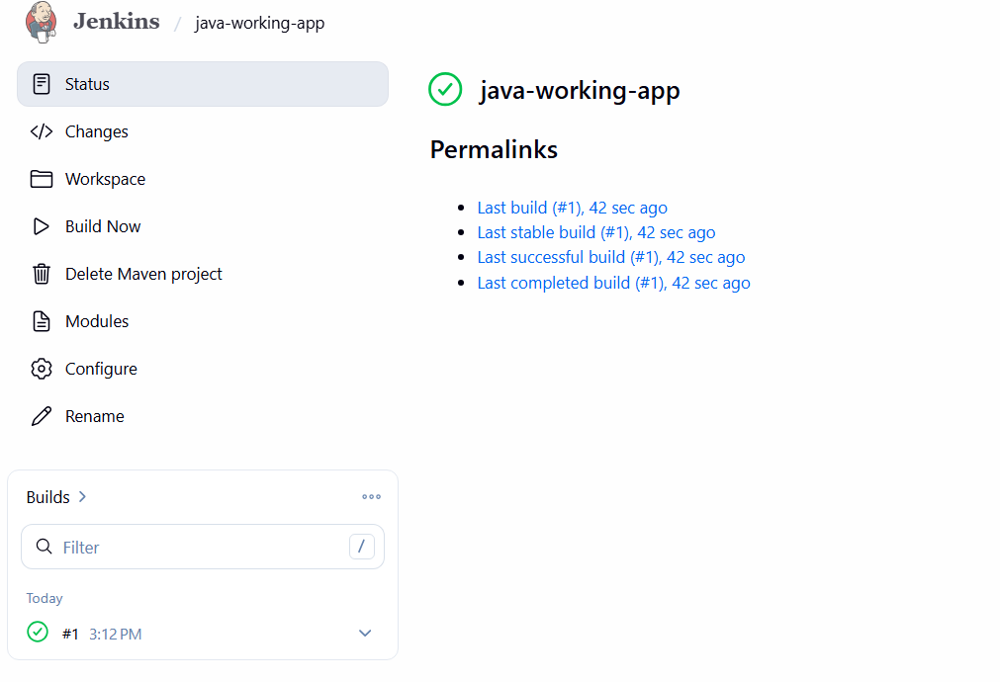 Jenkins / java-working-app
Status
Changes
Workspace
Build Now
Delete Maven project
Modules
Configure
Rename
Builds
Filter /
Today
#1 3:12 PM
java-working-app
Permalinks
Last build (#1), 42 sec ago
Last stable build (#1), 42 sec ago
Last successful build (#1), 42 sec ago
Last completed build (#1), 42 sec ago